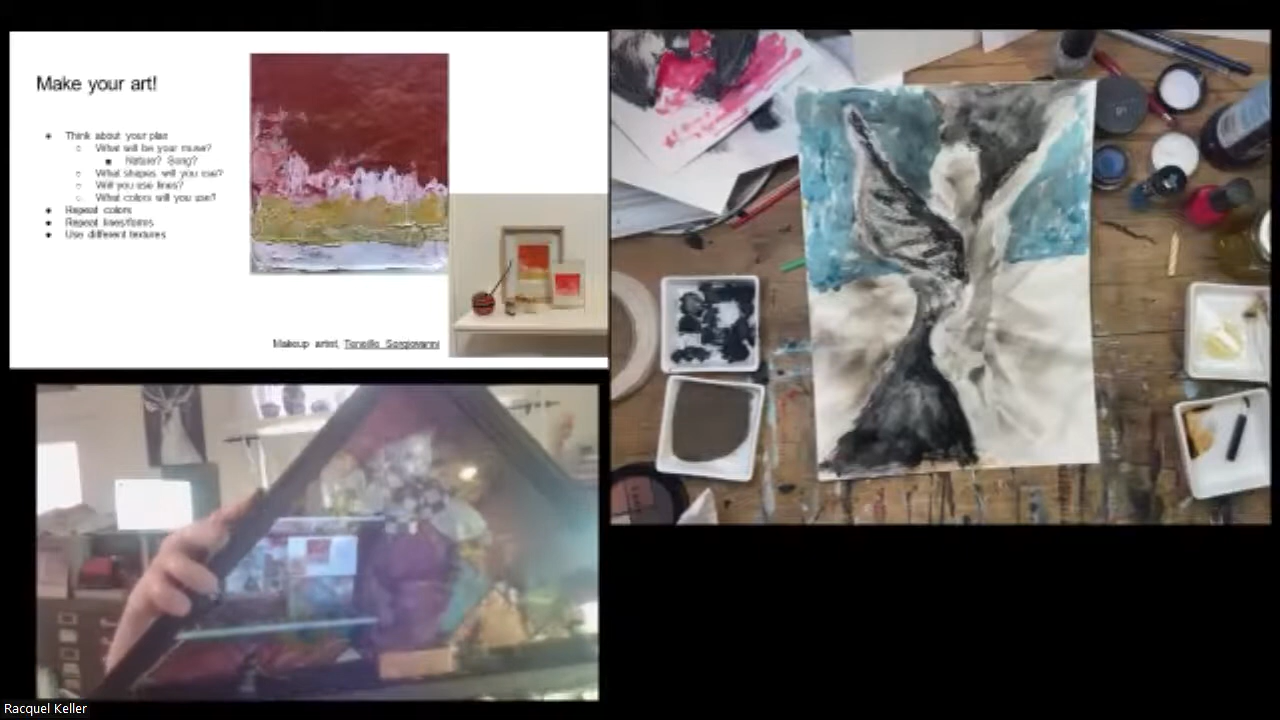 Make your art!
Think about your plan
What will be your muse?
Nature? Song?
What shapes will you use?
Will you use lines?
What colors will you use?
Repeat colors
Repeat lines/forms
Use different textures
Makeup artist,
Racquel Keller